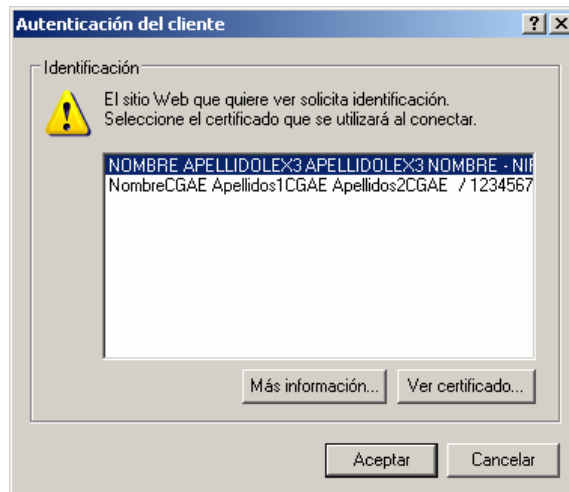 Autenticación del cliente
Identificación
El sitio Web que quiere ver solicita identificación.
Seleccione el certificado que se utilizará al conectar.
NOMBRE APELLIDOLEX3 APELLIDOLEX3 NOMBRE - NIF
NombreCGAE Apellidos1CGAE Apellidos2CGAE / 1234567
Más información...
Ver certificado...
Aceptar
Cancelar